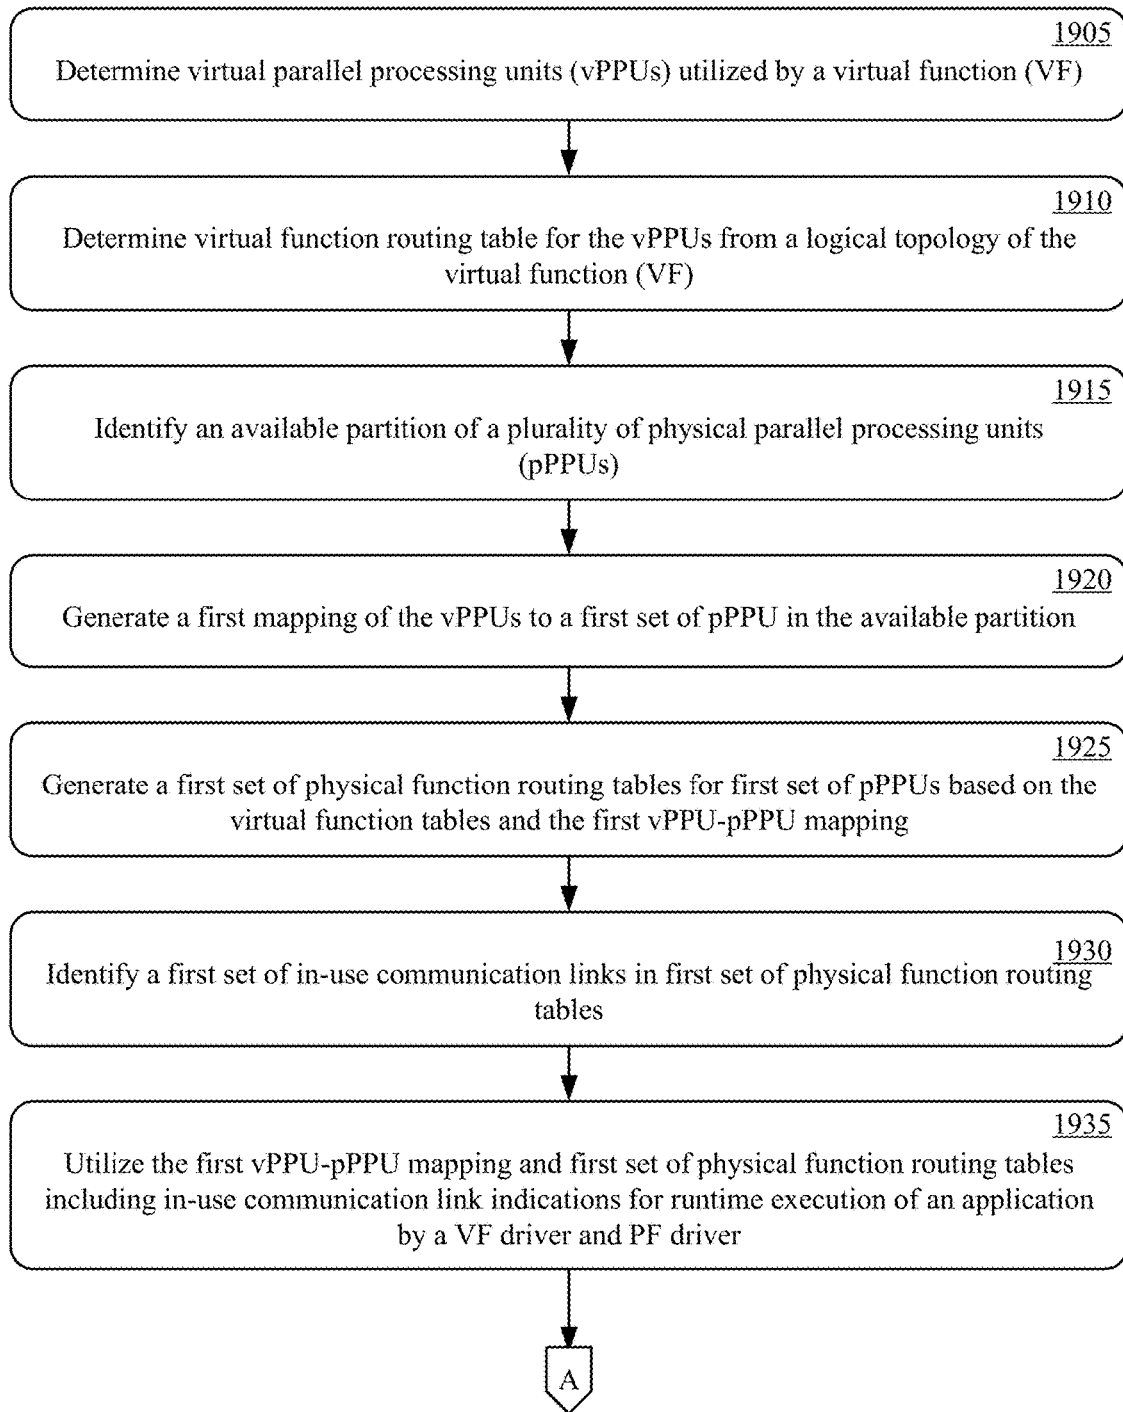 1905
Determine virtual parallel processing units (vPPUs) utilized by a virtual function (VF)
1910
Determine virtual function routing table for the vPPUs from a logical topology of the
virtual function (VF)
1915
Identify an available partition of a plurality of physical parallel processing units
(pPPUs)
1920
Generate a first mapping of the vPPUs to a first set of pPPU in the available partition
1925
Generate a first set of physical function routing tables for first set of pPPUs based on the
virtual function tables and the first vPPU-pPPU mapping
1930
Identify a first set of in-use communication links in first set of physical function routing
tables
1935
Utilize the first vPPU-pPPU mapping and first set of physical function routing tables
including in-use communication link indications for runtime execution of an application
by a VF driver and PF driver
A